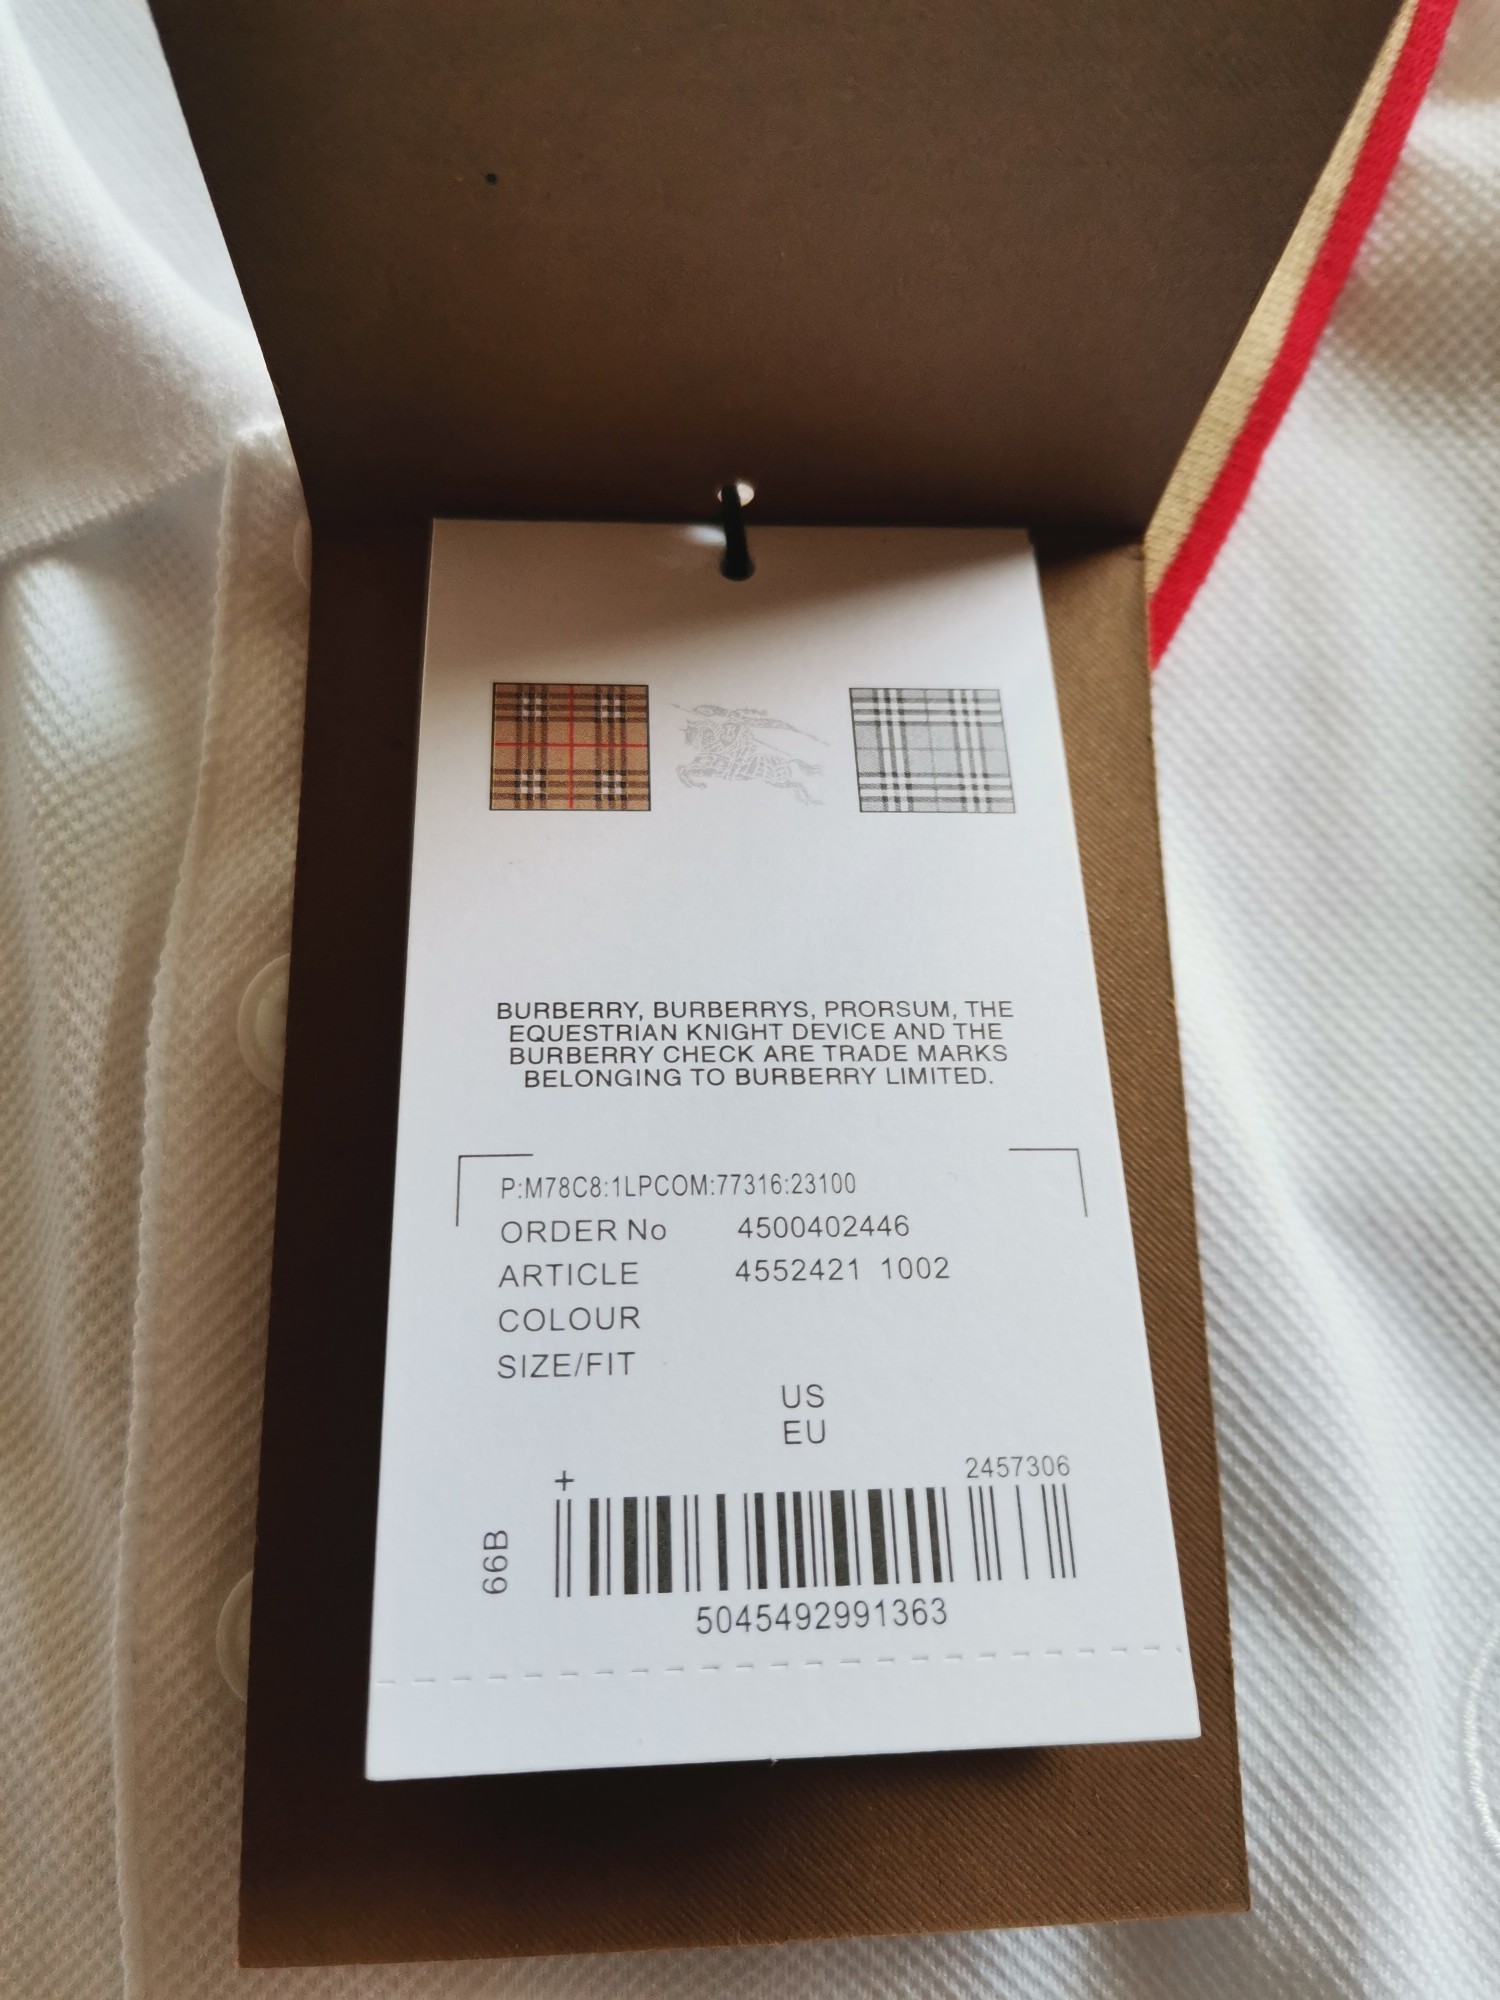 BURBERRY, BURBERRYS, PRORSUM, THE
EQUESTRIAN KNIGHT DEVICE AND THE
BURBERRY CHECK ARE TRADE MARKS
BELONGING TO BURBERRY LIMITED.
P:M78C8:1LPCOM:77316:23100
ORDER No 4500402446
ARTICLE 4552421 1002
COLOUR
SIZE/FIT
US
EU
+ 2457306
66B
5045492991363